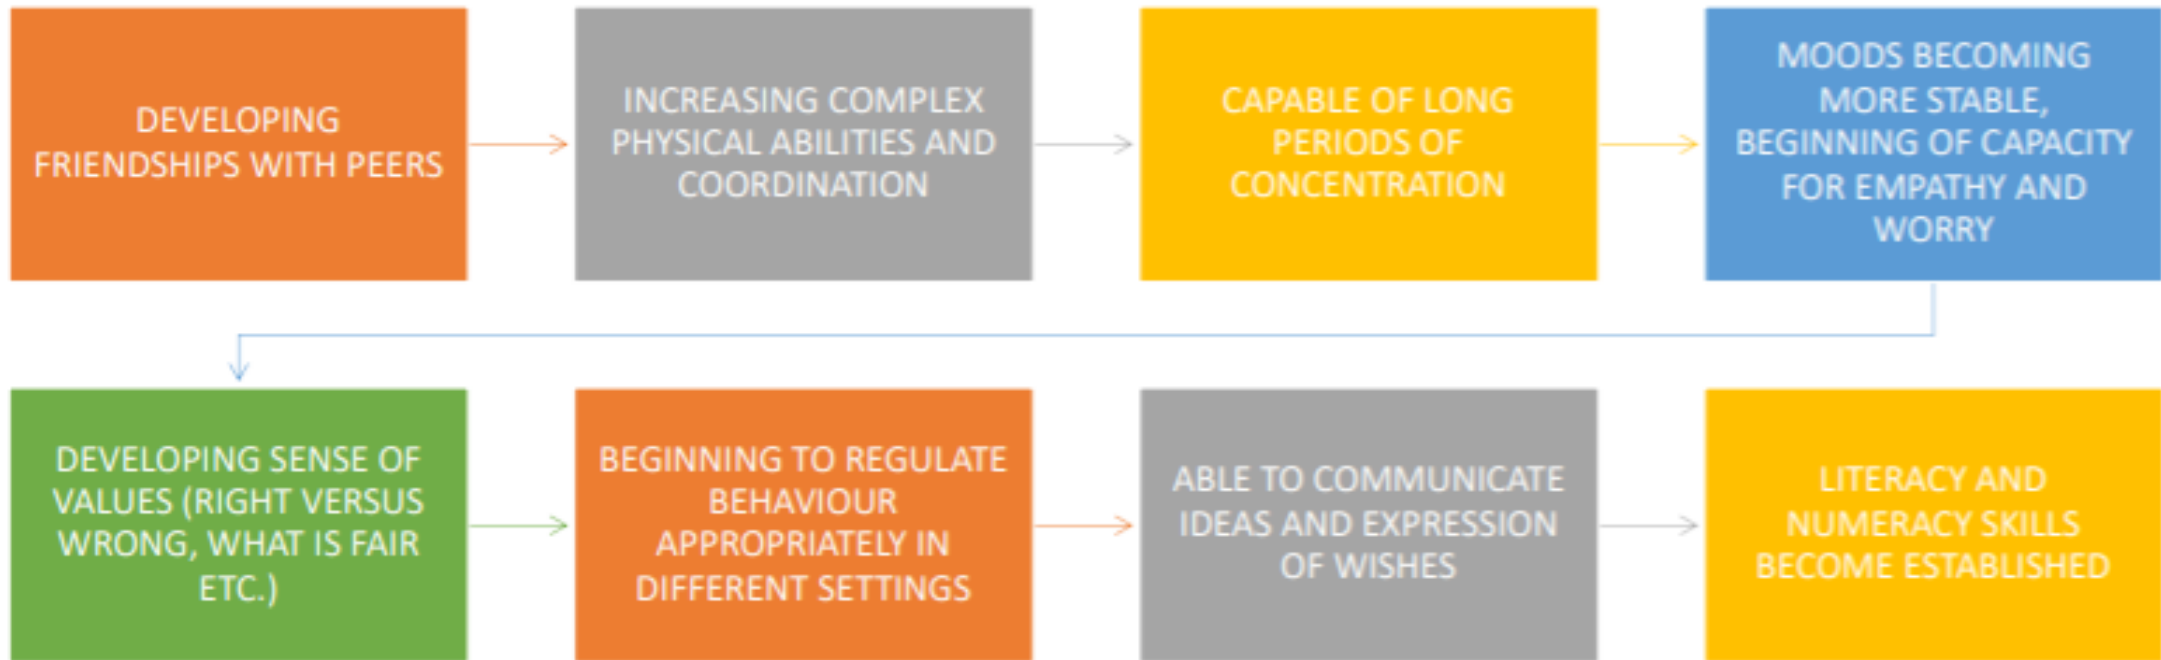 DEVELOPING
FRIENDSHIPS WITH PEERS
INCREASING COMPLEX
PHYSICAL ABILITIES AND
COORDINATION
CAPABLE OF LONG
PERIODS OF
CONCENTRATION
MOODS BECOMING
MORE STABLE,
BEGINNING OF CAPACITY
FOR EMPATHY AND
WORRY
DEVELOPING SENSE OF
VALUES (RIGHT VERSUS
WRONG, WHAT IS FAIR
ETC.)
BEGINNING TO REGULATE
BEHAVIOUR
APPROPRIATELY IN
DIFFERENT SETTINGS
ABLE TO COMMUNICATE
IDEAS AND EXPRESSION
OF WISHES
LITERACY AND
NUMERACY SKILLS
BECOME ESTABLISHED